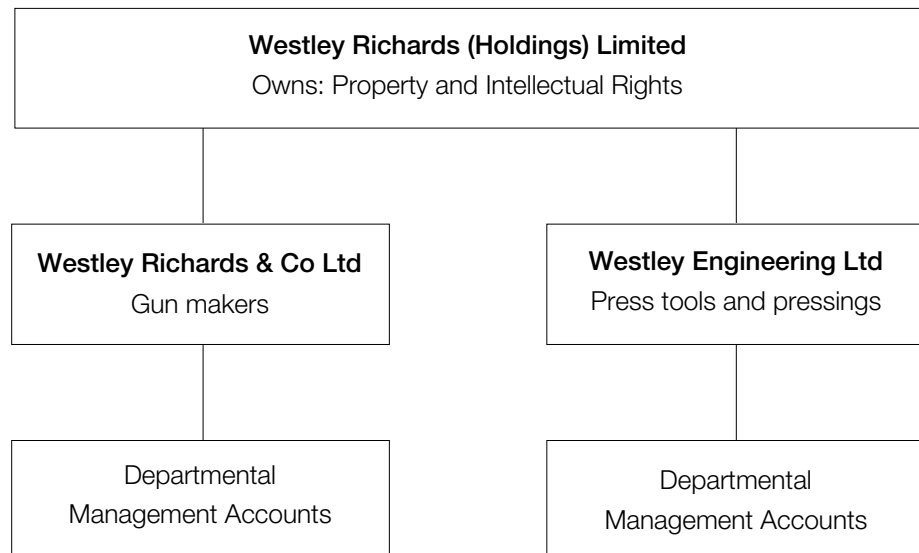 Westley Richards (Holdings) Limited
Owns: Property and Intellectual Rights
Westley Richards & Co Ltd
Gun makers
Westley Engineering Ltd
Press tools and pressings
Departmental
Management Accounts
Departmental
Management Accounts